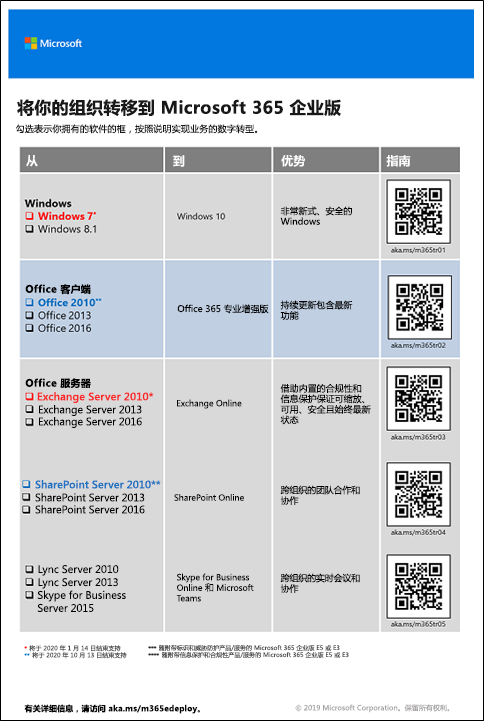 Microsoft
将你的组织转移到 Microsoft 365 企业版
勾选表示你拥有的软件的框，按照说明实现业务的数字转型。
从 到 优势 指南
Windows
Windows 7*
Windows 8.1
Windows 10
非常新式、安全的
Windows
aka.ms/m365tr01
Office 客户端
Office 2010**
Office 2013
Office 2016
Office 365 专业增强版
持续更新包含最新
功能
aka.ms/m365tr02
Office 服务器
Exchange Server 2010*
Exchange Server 2013
Exchange Server 2016
Exchange Online
借助内置的合规性和
信息保护保证可缩放、
可用、安全且始终最新
状态
aka.ms/m365tr03
SharePoint Server 2010**
SharePoint Server 2013
SharePoint Server 2016
SharePoint Online
跨组织的团队合作和
协作
aka.ms/m365tr04
Lync Server 2010
Lync Server 2013
Skype for Business
Server 2015
Skype for Business
Online 和 Microsoft
Teams
跨组织的实时会议和
协作
aka.ms/m365tr05
* 将于 2020 年 1 月 14 日结束支持
** 将于 2020 年 10 月 13 日结束支持
*** 随附带标识和威胁防护产品/服务的 Microsoft 365 企业版 E5 或 E3
**** 随附带信息保护和合规性产品/服务的 Microsoft 365 企业版 E5 或 E3
有关详细信息，请访问 aka.ms/m365edeploy。
© 2019 Microsoft Corporation。保留所有权利。